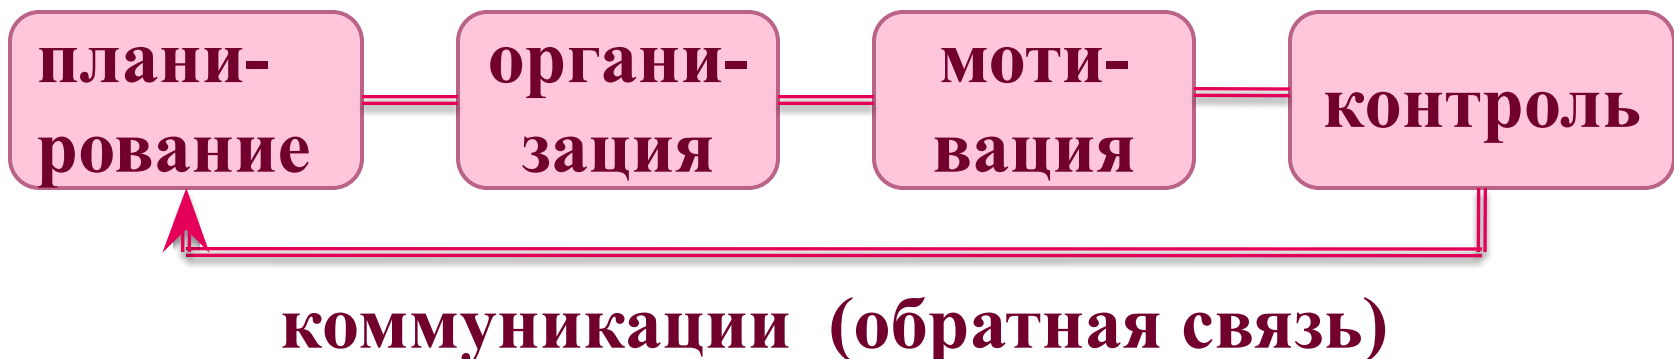 плани-
рование
органи-
зация
моти-
вация
контроль
коммуникации (обратная связь)